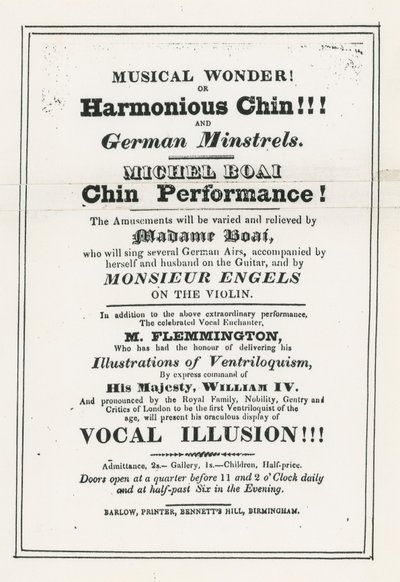 MUSICAL WONDER!
OR
Harmonious Chin!!!
AND
German Minstrels.
MICHEL BOAI
Chin Performance!
The Amusements will be varied and relieved by
Madame Boai,
who will sing several German Airs, accompanied by
herself and husband on the Guitar, and by
MONSIEUR ENGELS
ON THE VIOLIN.
In addition to the above extraordinary performance,
The celebrated Vocal Enchanter,
M. FLEMMINGTON,
Who has had the honour of delivering his
Illustrations of Ventriloquism,
By express command of
His Majesty, WILLIAM IV.
And pronounced by the Royal Family, Nobility, Gentry and
Critics of London to be the first Ventriloquist of the
age, will present his oraculous display of
VOCAL ILLUSION!!!
Admittance, 2s.— Gallery, 1s.—Children, Half-price.
Doors open at a quarter before 11 and 2 o'Clock daily
and at half-past Six in the Evening.
BARLOW, PRINTER, BENNETT'S HILL, BIRMINGHAM.